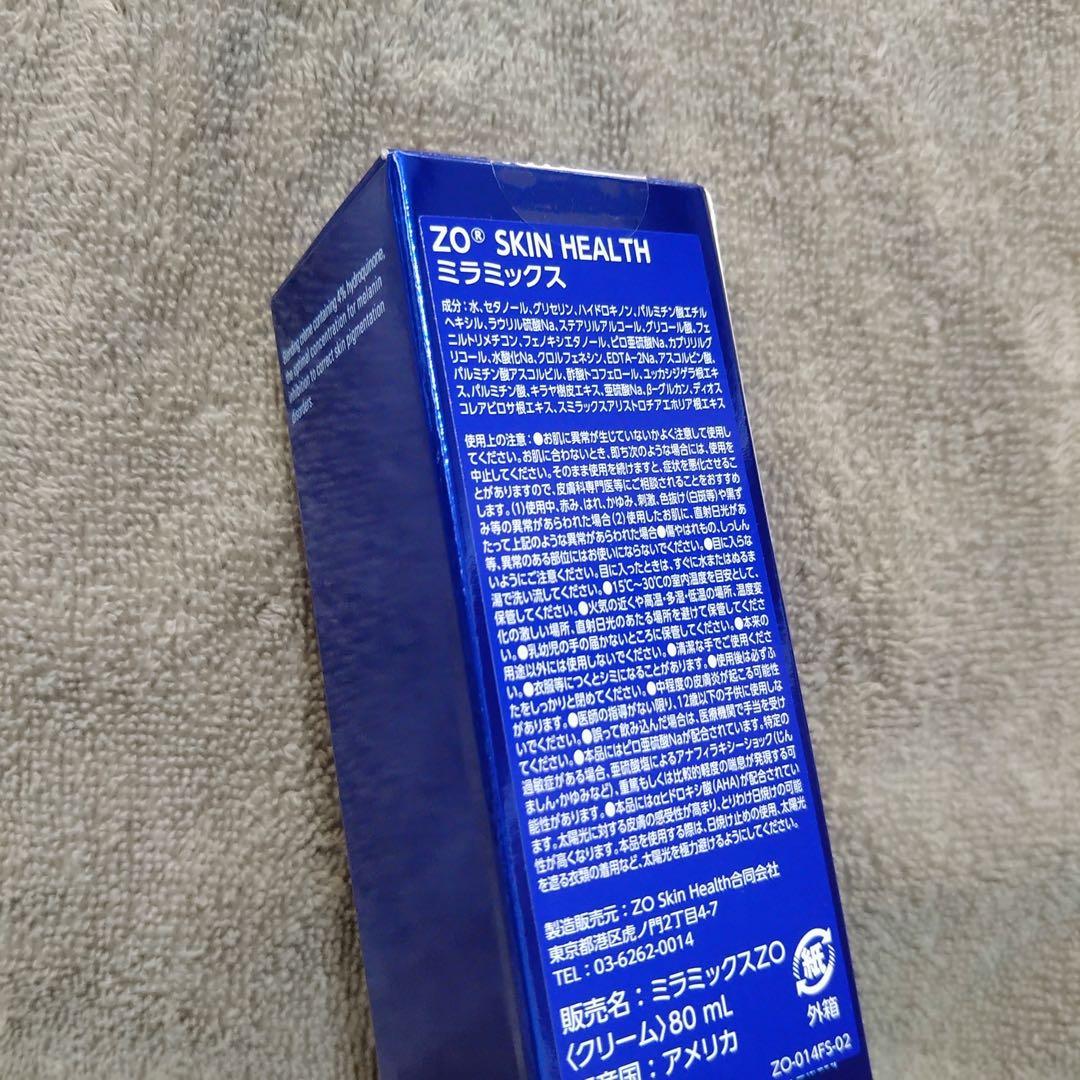 Blending crème containing 4% hydroquinone,
the optimal concentration for melanin
inhibition to correct skin pigmentation
disorders.
ZO® SKIN HEALTH
ミラミックス
成分：水、セタノール、グリセリン、ハイドロキノン、パルミチン酸エチル
ヘキシル、ラウリル硫酸Na、ステアリルアルコール、グリコール酸、フェ
ニルトリメチコン、フェノキシエタノール、ピロ亜硫酸Na、カプリリルグ
リコール、水酸化Na、クロルフェネシン、EDTA-2Na、アスコルビン酸、
パルミチン酸アスコルビル、酢酸トコフェロール、ユッカシジゲラ根エキ
ス、パルミチン酸、キラヤ樹皮エキス、亜硫酸Na、β-グルカン、ディオス
コレアビロサ根エキス、スミラックスアリストロチアエホリア根エキス
使用上の注意：●お肌に異常が生じていないかよく注意して使用し
てください。お肌に合わないとき、即ち次のような場合には、使用を
中止してください。そのまま使用を続けますと、症状を悪化させるこ
とがありますので、皮膚科専門医等にご相談されることをおすすめ
します。(1)使用中、赤み、はれ、かゆみ、刺激、色抜け(白斑等)や黒ず
み等の異常があらわれた場合(2)使用したお肌に、直射日光があ
たって上記のような異常があらわれた場合●傷やはれもの、しっしん
等、異常のある部位にはお使いにならないでください。●目に入らな
いようにご注意ください。目に入ったときは、すぐに水またはぬるま
湯で洗い流してください。●15℃～30℃の室内温度を目安として、
保管してください。●火気の近くや高温・多湿・低温の場所、温度変
化の激しい場所、直射日光のあたる場所を避けて保管してくださ
い。●乳幼児の手の届かないところに保管してください。●本来の
用途以外には使用しないでください。●清潔な手でご使用くださ
い。●衣服等につくとシミになることがあります。●使用後は必ずふ
たをしっかりと閉めてください。●中程度の皮膚炎が起こる可能性
があります。●医師の指導がない限り、12歳以下の子供に使用しな
いでください。●誤って飲み込んだ場合は、医療機関で手当を受け
てください。●本品にはピロ亜硫酸Naが配合されています。特定の
過敏症がある場合、亜硫酸塩によるアナフィラキシーショック(じん
ましん・かゆみなど)、重篤もしくは比較的軽度の喘息が発現する可
能性があります。●本品にはαヒドロキシ酸(AHA)が配合されてい
ます。太陽光に対する皮膚の感受性が高まり、とりわけ日焼けの可能
性が高くなります。本品を使用する際は、日焼け止めの使用、太陽光
を遮る衣類の着用など、太陽光を極力避けるようにしてください。
製造販売元：ZO Skin Health合同会社
東京都港区虎ノ門2丁目4-7
TEL：03-6262-0014
販売名：ミラミックスZO
〈クリーム〉80 mL
産国：アメリカ
紙
外箱
ZO-014FS-02